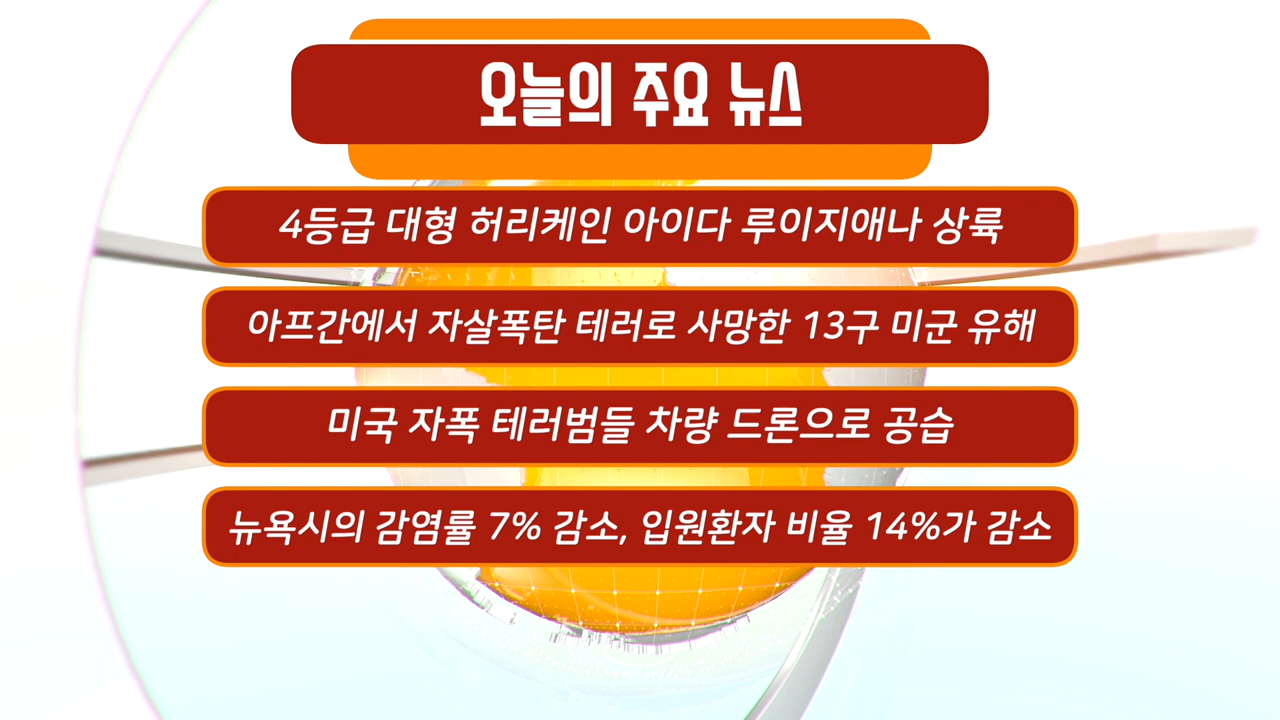 오늘의 주요 뉴스
4등급 대형 허리케인 아이다 루이지애나 상륙
아프간에서 자살폭탄 테러로 사망한 13구 미군 유해
미국 자폭 테러범들 차량 드론으로 공습
뉴욕시의 감염률 7% 감소, 입원환자 비율 14%가 감소